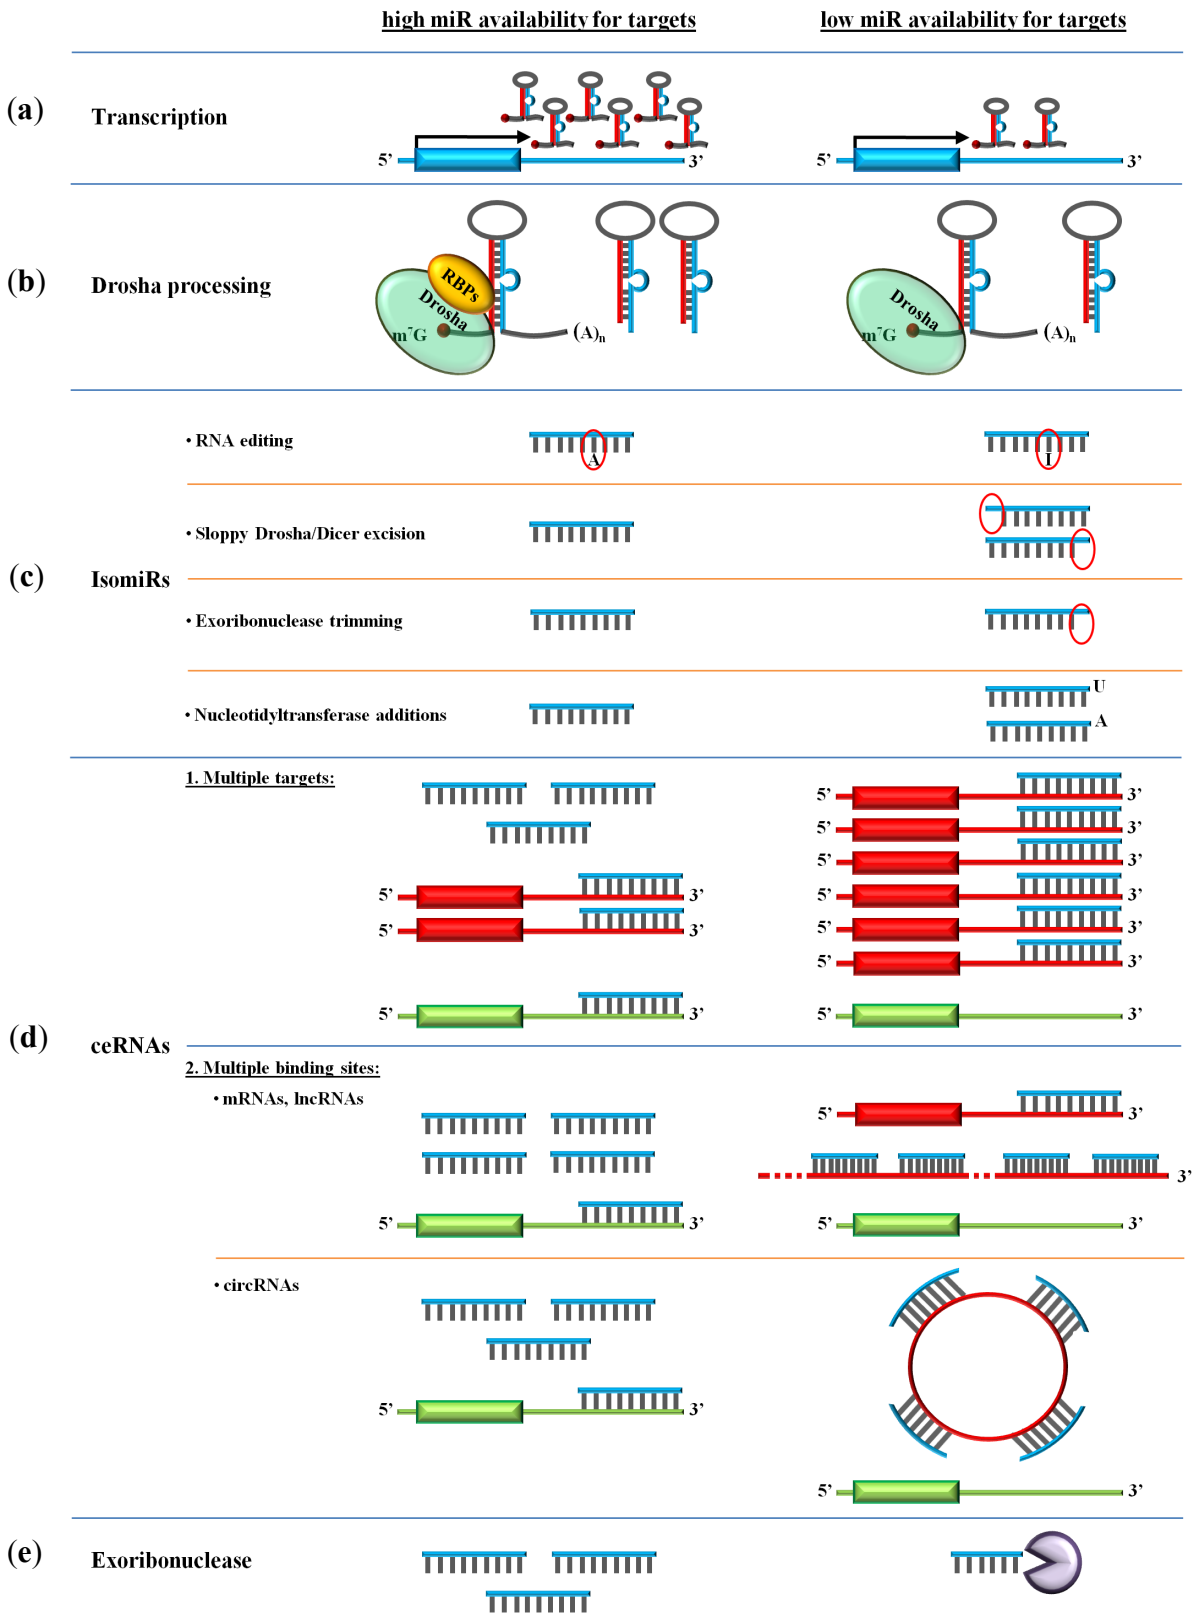 high miR availability for targets
low miR availability for targets
(a)
Transcription
5’
3’
5’
3’
(b)
Drosha processing
RBPs
Drosha
m⁷G
(A)ₙ
Drosha
m⁷G
(A)ₙ
• RNA editing
A
I
• Sloppy Drosha/Dicer excision
(c)
IsomiRs
• Exoribonuclease trimming
• Nucleotidyltransferase additions
U
A
1. Multiple targets:
5’
3’
5’
3’
5’
3’
5’
3’
5’
3’
5’
3’
5’
3’
5’
3’
5’
3’
5’
3’
(d)
ceRNAs
2. Multiple binding sites:
• mRNAs, lncRNAs
5’
3’
3’
5’
3’
5’
3’
• circRNAs
5’
3’
5’
3’
(e)
Exoribonuclease